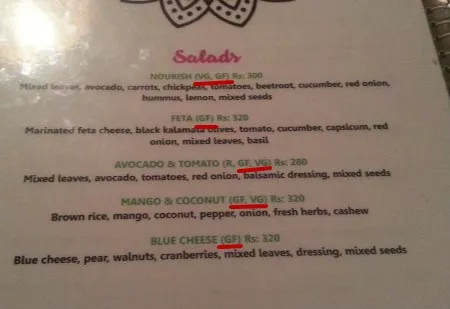 Salads
NOURISH (VG, GF) Rs: 300
Mixed leaves, avocado, carrots, chickpeas, tomatoes, beetroot, cucumber, red onion,
hummus, lemon, mixed seeds
FETA (GF) Rs: 320
Marinated feta cheese, black kalamata olives, tomato, cucumber, capsicum, red
onion, mixed leaves, basil
AVOCADO & TOMATO (R, GF, VG) Rs: 280
Mixed leaves, avocado, tomatoes, red onion, balsamic dressing, mixed seeds
MANGO & COCONUT (GF, VG) Rs: 320
Brown rice, mango, coconut, pepper, onion, fresh herbs, cashew
BLUE CHEESE (GF) Rs: 320
Blue cheese, pear, walnuts, cranberries, mixed leaves, dressing, mixed seeds